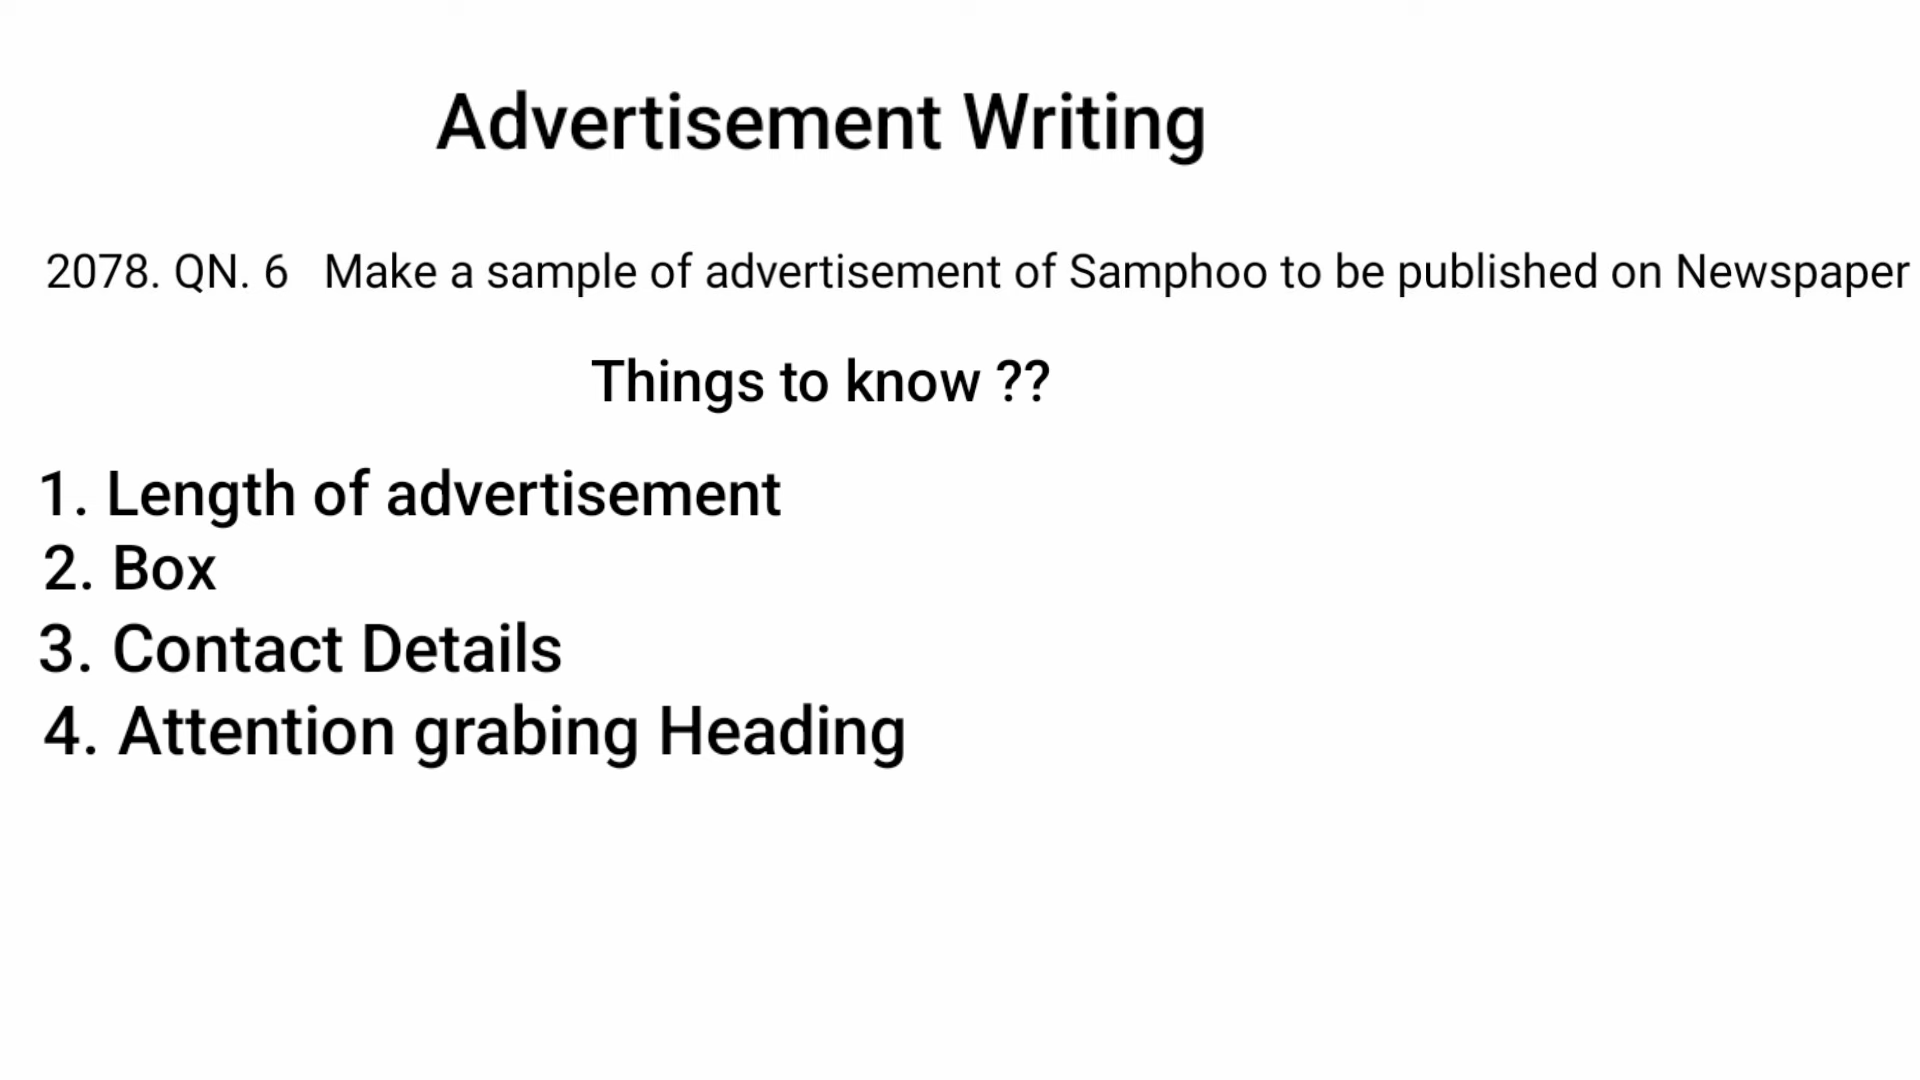 Advertisement Writing
2078. QN. 6 Make a sample of advertisement of Samphoo to be published on Newspaper
Things to know ??
1. Length of advertisement
2. Box
3. Contact Details
4. Attention grabing Heading